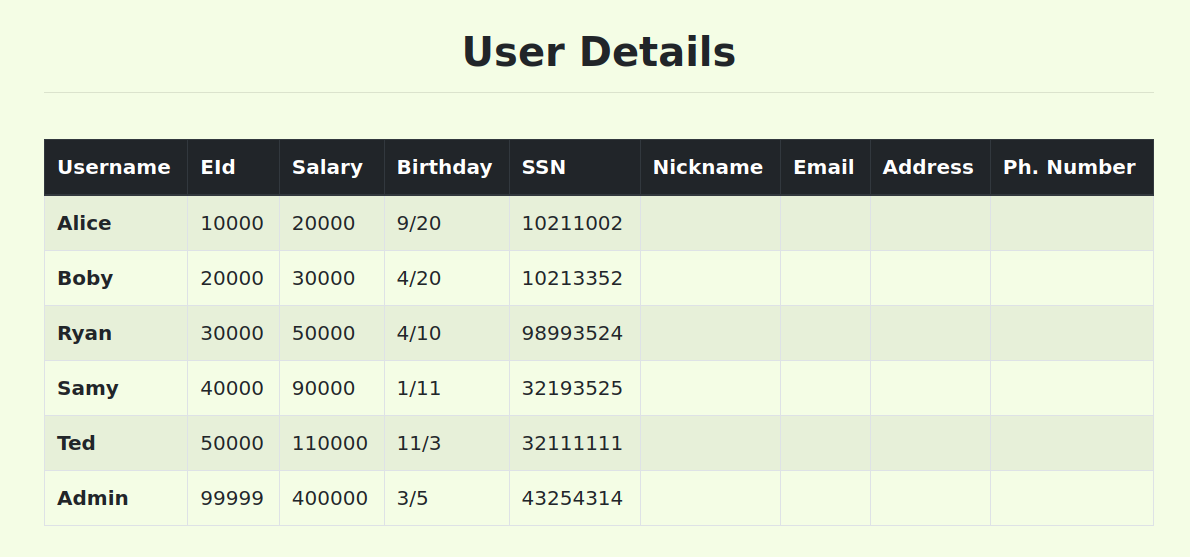 User Details
Username EId Salary Birthday SSN Nickname Email Address Ph. Number
Alice 10000 20000 9/20 10211002
Boby 20000 30000 4/20 10213352
Ryan 30000 50000 4/10 98993524
Samy 40000 90000 1/11 32193525
Ted 50000 110000 11/3 32111111
Admin 99999 400000 3/5 43254314